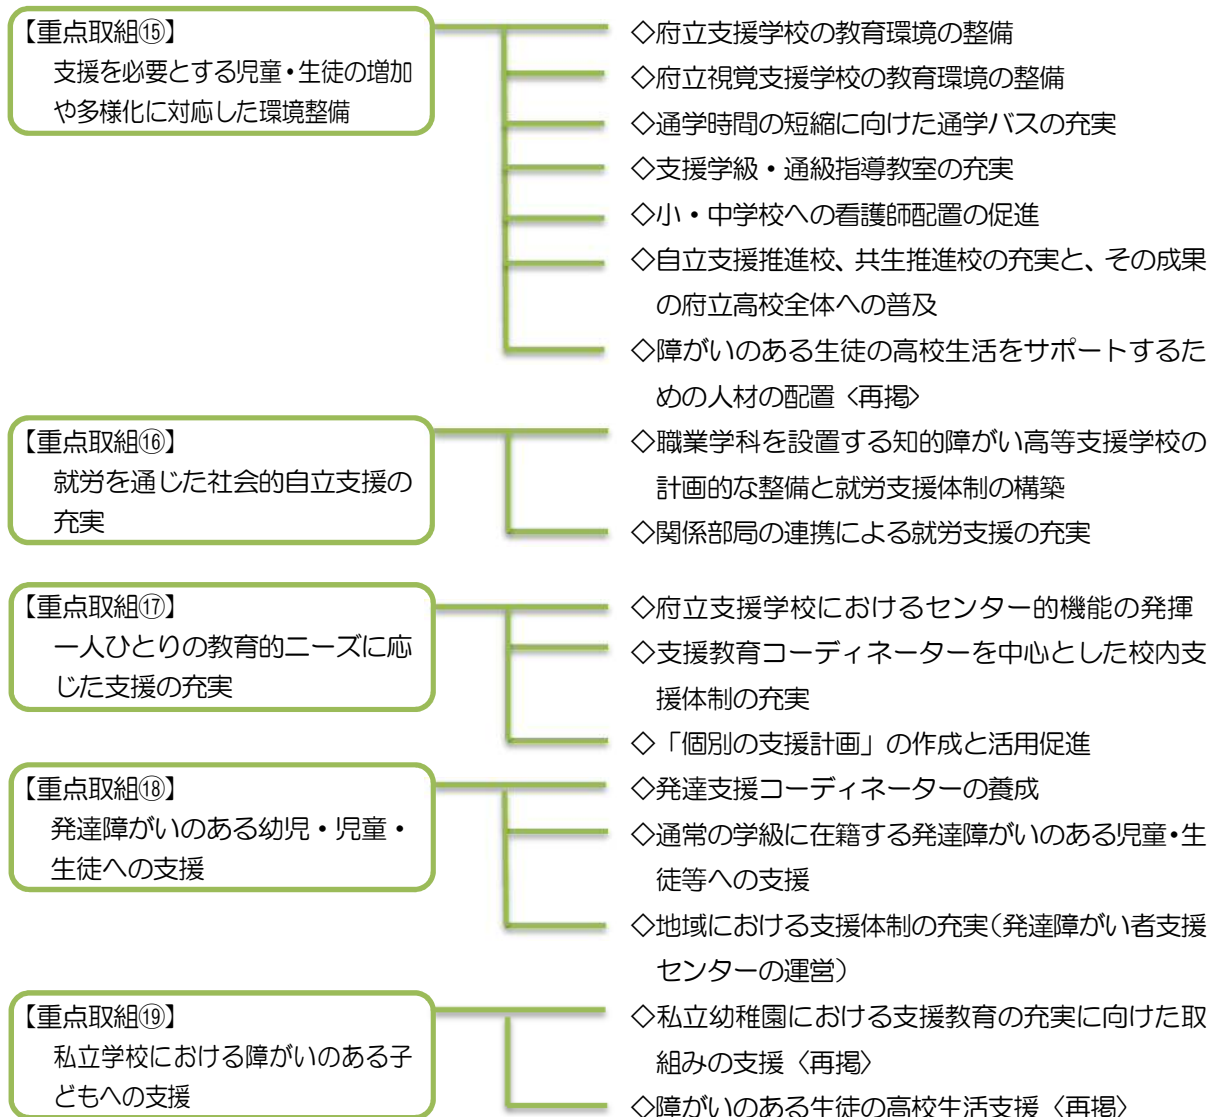 【重点取組⑮】
支援を必要とする児童・生徒の増加
や多様化に対応した環境整備
◇府立支援学校の教育環境の整備
◇府立視覚支援学校の教育環境の整備
◇通学時間の短縮に向けた通学バスの充実
◇支援学級・通級指導教室の充実
◇小・中学校への看護師配置の促進
◇自立支援推進校、共生推進校の充実と、その成果
の府立高校全体への普及
◇障がいのある生徒の高校生活をサポートするた
めの人材の配置〈再掲〉
【重点取組⑯】
就労を通じた社会的自立支援の
充実
◇職業学科を設置する知的障がい高等支援学校の
計画的な整備と就労支援体制の構築
◇関係部局の連携による就労支援の充実
【重点取組⑰】
一人ひとりの教育的ニーズに応
じた支援の充実
◇府立支援学校におけるセンター的機能の発揮
◇支援教育コーディネーターを中心とした校内支
援体制の充実
◇「個別の支援計画」の作成と活用促進
【重点取組⑱】
発達障がいのある幼児・児童・
生徒への支援
◇発達支援コーディネーターの養成
◇通常の学級に在籍する発達障がいのある児童・生
徒等への支援
◇地域における支援体制の充実（発達障がい者支援
センターの運営）
【重点取組⑲】
私立学校における障がいのある子
どもへの支援
◇私立幼稚園における支援教育の充実に向けた取
組みの支援〈再掲〉
◇障がいのある生徒の高校生活支援〈再掲〉